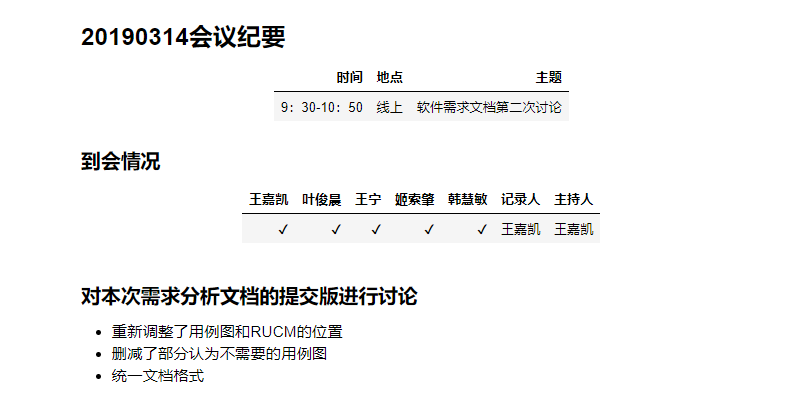 20190314会议纪要
时间 地点 主题
9：30-10：50 线上 软件需求文档第二次讨论
到会情况
王嘉凯 叶俊晨 王宁 姬索肇 韩慧敏 记录人 主持人
✓ ✓ ✓ ✓ ✓ 王嘉凯 王嘉凯
对本次需求分析文档的提交版进行讨论
• 重新调整了用例图和RUCM的位置
• 删减了部分认为不需要的用例图
• 统一文档格式